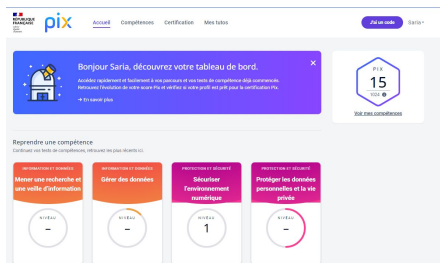 RÉPUBLIQUE
FRANÇAISE
pix
Accueil
Compétences
Certification
Mes tutos
J'ai un code
Saria
Bonjour Saria, découvrez votre tableau de bord.
Accédez rapidement et facilement à vos parcours et vos tests de compétence déjà commencés.
Retrouvez l'évolution de votre score Pix et vérifiez si votre profil est prêt pour la certification Pix.
→ En savoir plus
PIX
15
1024
Voir mes compétences
Reprendre une compétence
Continuez vos tests de compétences, retrouvez les plus récents ici.
INFORMATION ET DONNÉES
Mener une recherche et
une veille d'information
NIVEAU
–
INFORMATION ET DONNÉES
Gérer des données
NIVEAU
–
PROTECTION ET SÉCURITÉ
Sécuriser
l'environnement
numérique
NIVEAU
1
PROTECTION ET SÉCURITÉ
Protéger les données
personnelles et la vie
privée
NIVEAU
–